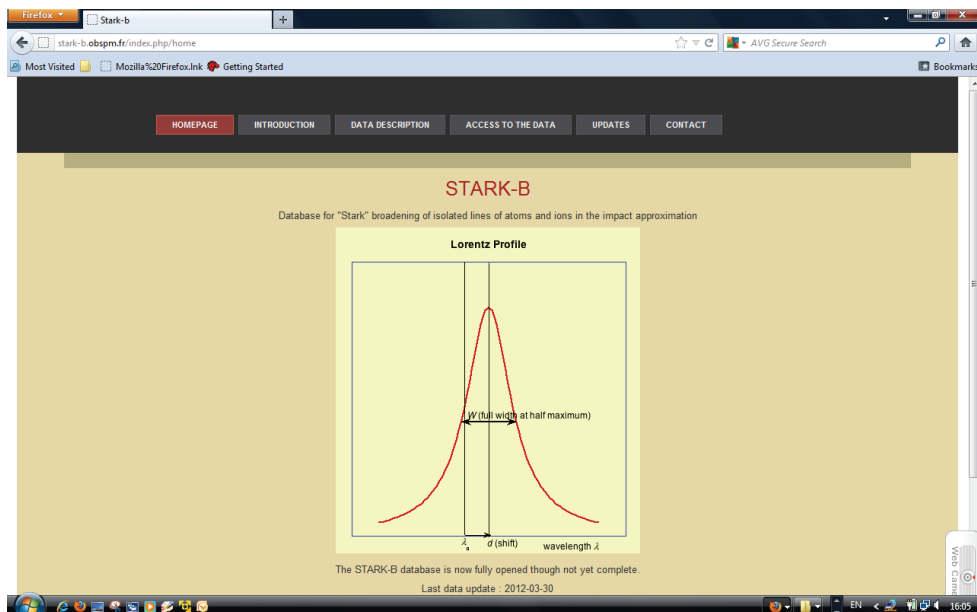 Firefox
Stark-b
stark-b.obspm.fr/index.php/home
AVG Secure Search
Most Visited
Mozilla%20Firefox.lnk
Getting Started
Bookmarks
HOMEPAGE
INTRODUCTION
DATA DESCRIPTION
ACCESS TO THE DATA
UPDATES
CONTACT
STARK-B
Database for "Stark" broadening of isolated lines of atoms and ions in the impact approximation
Lorentz Profile
W (full width at half maximum)
λ₀ d (shift) wavelength λ
The STARK-B database is now fully opened though not yet complete.
Last data update : 2012-03-30
Web Came
EN
16:05